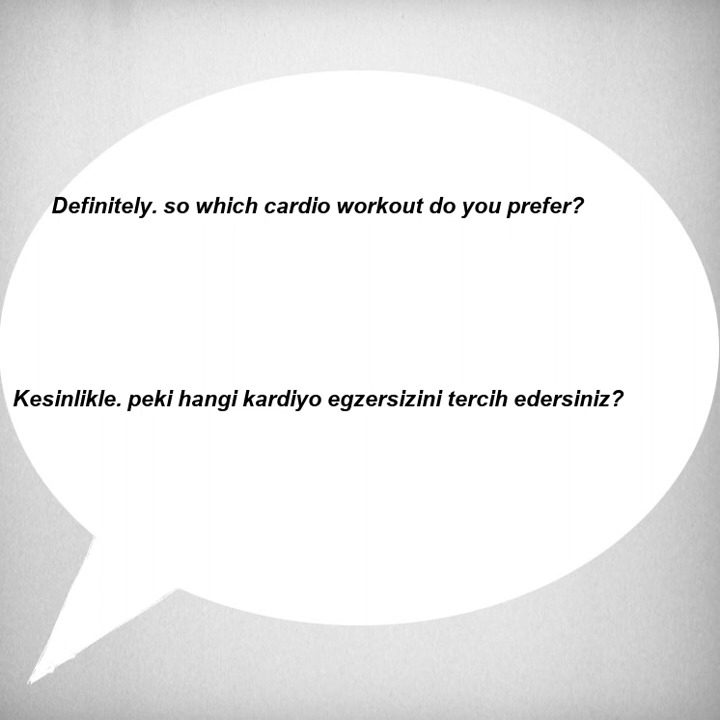 Definitely. so which cardio workout do you prefer?
Kesinlikle. peki hangi kardiyo egzersizini tercih edersiniz?